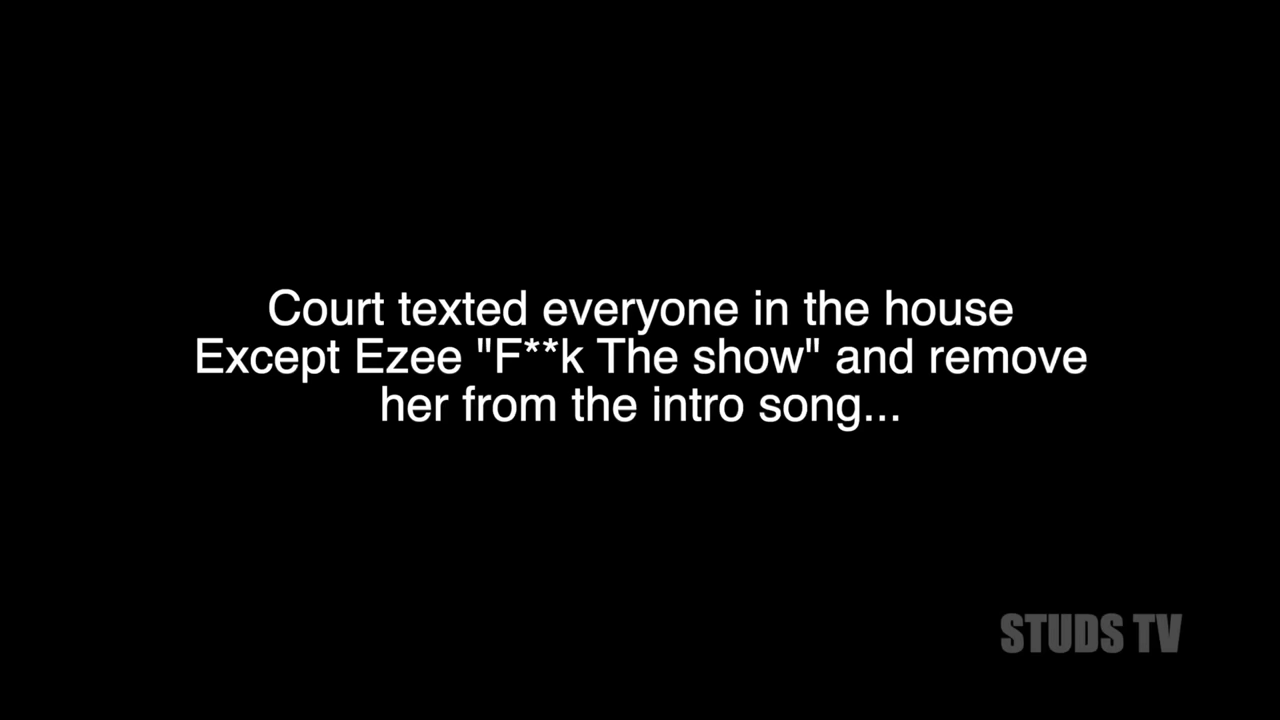 Court texted everyone in the house
Except Ezee "F**k The show" and remove
her from the intro song...
STUDS TV